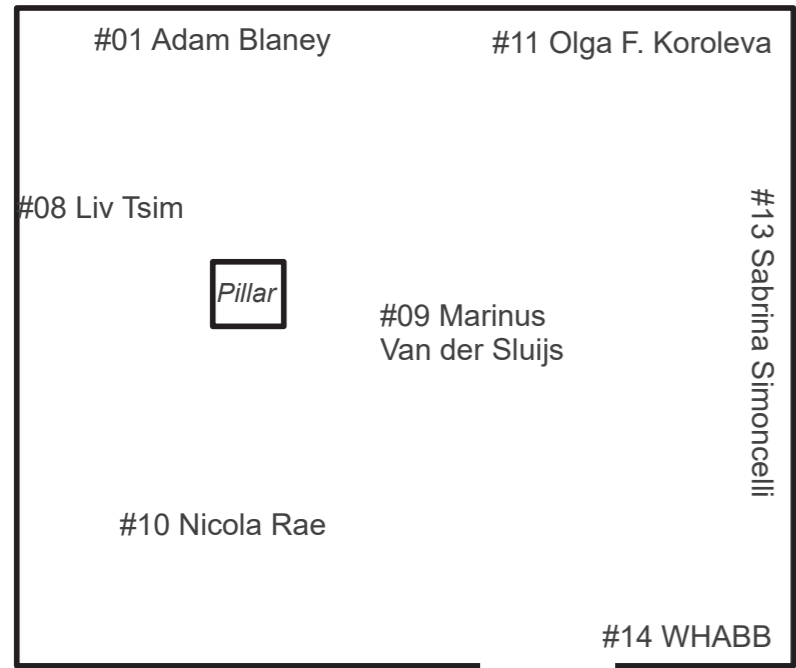 #01 Adam Blaney
#11 Olga F. Koroleva
#08 Liv Tsim
#13 Sabrina Simoncelli
Pillar
#09 Marinus
Van der Sluijs
#10 Nicola Rae
#14 WHABB